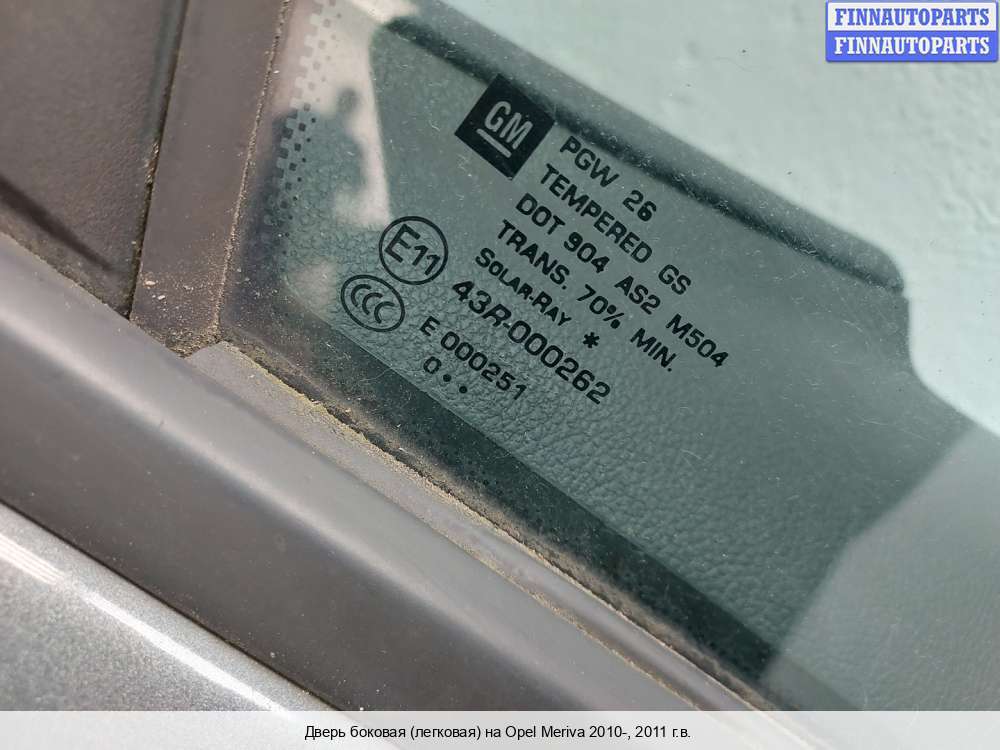 FINNAUTOPARTS
FINNAUTOPARTS
GM
PGW 26
TEMPERED GS
DOT 904 AS2 M504
TRANS. 70% MIN.
SOLAR-RAY *
E11
43R-000262
CCC
E 000251
0••
Дверь боковая (легковая) на Opel Meriva 2010-, 2011 г.в.